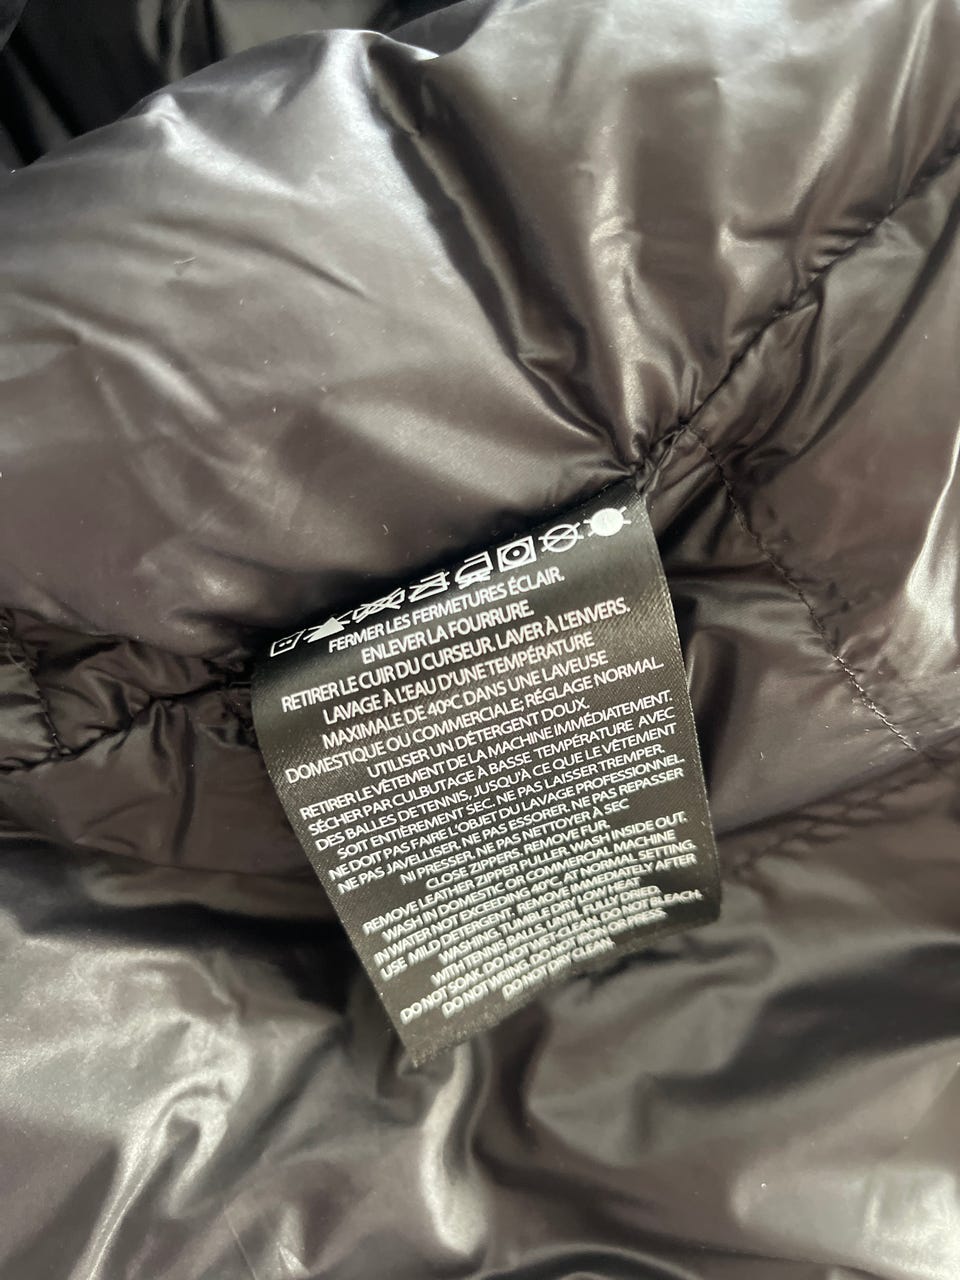 FERMER LES FERMETURES ÉCLAIR.
ENLEVER LA FOURRURE.
RETIRER LE CUIR DU CURSEUR. LAVER À L'ENVERS.
LAVAGE À L'EAU D'UNE TEMPÉRATURE
MAXIMALE DE 40ºC DANS UNE LAVEUSE
DOMESTIQUE OU COMMERCIALE; RÉGLAGE NORMAL.
UTILISER UN DÉTERGENT DOUX.
RETIRER LE VÊTEMENT DE LA MACHINE IMMÉDIATEMENT.
SÉCHER PAR CULBUTAGE À BASSE TEMPÉRATURE AVEC
DES BALLES DE TENNIS, JUSQU'À CE QUE LE VÊTEMENT
SOIT ENTIÈREMENT SEC. NE PAS LAISSER TREMPER.
NE DOIT PAS FAIRE L'OBJET DU LAVAGE PROFESSIONNEL.
NE PAS JAVELLISER. NE PAS ESSORER. NE PAS REPASSER
NI PRESSER. NE PAS NETTOYER À SEC
CLOSE ZIPPERS, REMOVE FUR.
REMOVE LEATHER ZIPPER PULLER. WASH INSIDE OUT.
WASH IN DOMESTIC OR COMMERCIAL MACHINE
IN WATER NOT EXCEEDING 40ºC, AT NORMAL SETTING.
USE MILD DETERGENT. REMOVE IMMEDIATELY AFTER
WASHING. TUMBLE DRY LOW HEAT
WITH TENNIS BALLS, UNTIL FULLY DIRED.
DO NOT SOAK. DO NOT WET CLEAN. DO NOT BLEACH.
DO NOT WRING. DO NOT IRON OR PRESS.
DO NOT DRY CLEAN.